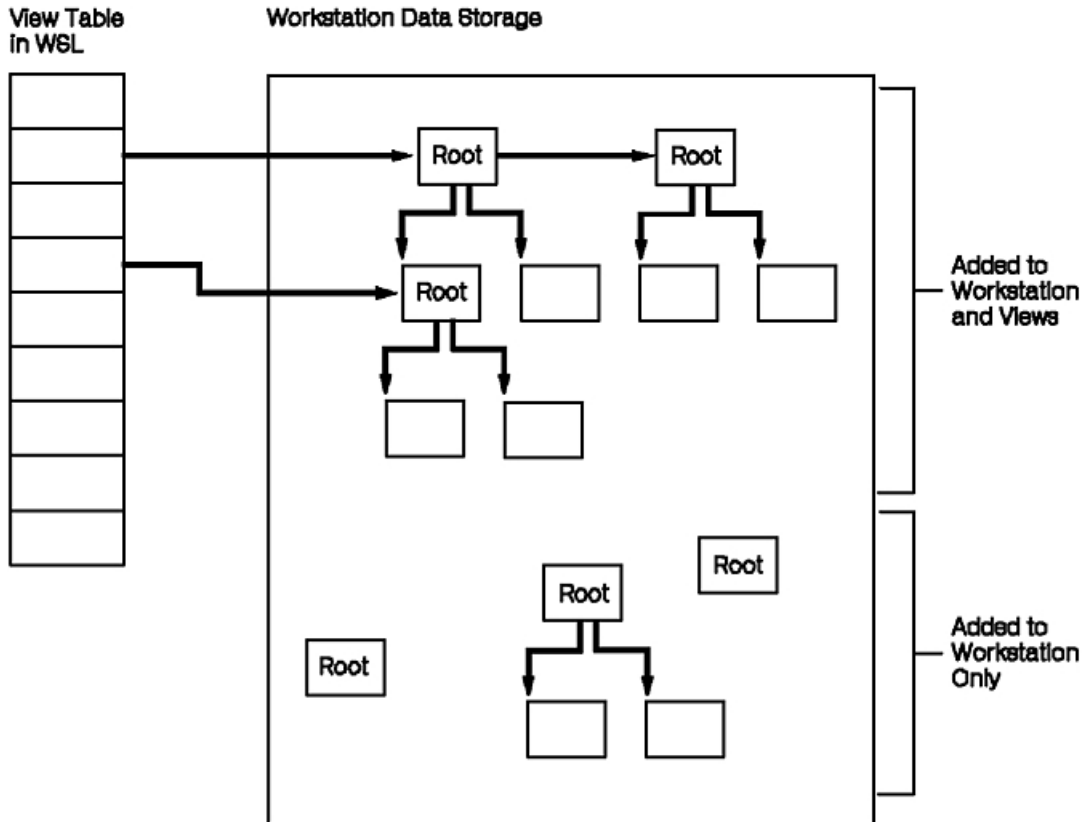 View Table
in WSL
Workstation Data Storage
Root
Root
Root
Added to
Workstation
and Views
Root
Root
Root
Added to
Workstation
Only